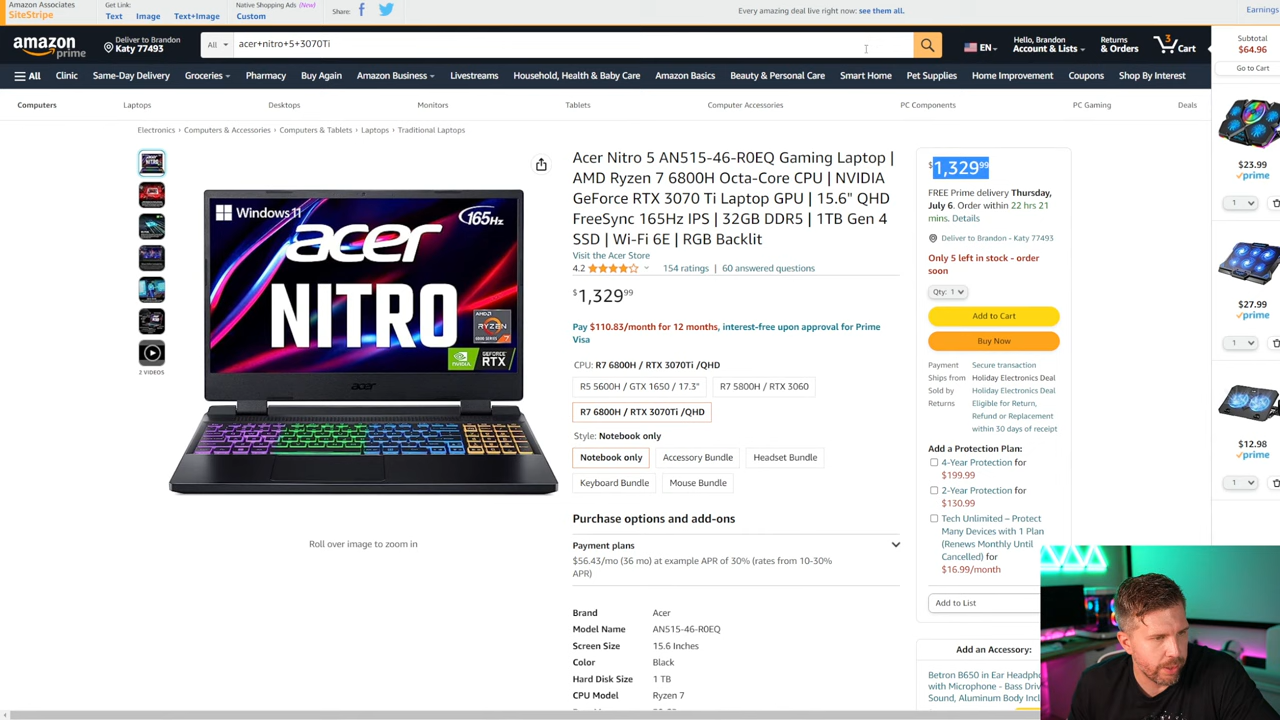 Amazon Associates
SiteStripe
Get Link:
Text Image Text+Image
Native Shopping Ads (New)
Custom
Share:
Every amazing deal live right now: see them all.
Earnings
amazon
prime
Deliver to Brandon
Katy 77493
All
acer+nitro+5+3070Ti
EN
Hello, Brandon
Account & Lists
Returns
& Orders
3
Cart
Subtotal
$64.96
Go to Cart
All Clinic Same-Day Delivery Groceries Pharmacy Buy Again Amazon Business Livestreams Household, Health & Baby Care Amazon Basics Beauty & Personal Care Smart Home Pet Supplies Home Improvement Coupons Shop By Interest
Computers Laptops Desktops Monitors Tablets Computer Accessories PC Components PC Gaming Deals
Electronics › Computers & Accessories › Computers & Tablets › Laptops › Traditional Laptops
Windows 11
165Hz
acer
NITRO
AMD
RYZEN
7
NVIDIA
GEFORCE
RTX
acer
2 VIDEOS
Roll over image to zoom in
Acer Nitro 5 AN515-46-R0EQ Gaming Laptop |
AMD Ryzen 7 6800H Octa-Core CPU | NVIDIA
GeForce RTX 3070 Ti Laptop GPU | 15.6" QHD
FreeSync 165Hz IPS | 32GB DDR5 | 1TB Gen 4
SSD | Wi-Fi 6E | RGB Backlit
Visit the Acer Store
4.2 154 ratings | 60 answered questions
$1,329.99
Pay $110.83/month for 12 months, interest-free upon approval for Prime
Visa
CPU: R7 6800H / RTX 3070Ti /QHD
R5 5600H / GTX 1650 / 17.3" R7 5800H / RTX 3060
R7 6800H / RTX 3070Ti /QHD
Style: Notebook only
Notebook only Accessory Bundle Headset Bundle
Keyboard Bundle Mouse Bundle
Purchase options and add-ons
Payment plans
$56.43/mo (36 mo) at example APR of 30% (rates from 10-30%
APR)
Brand Acer
Model Name AN515-46-R0EQ
Screen Size 15.6 Inches
Color Black
Hard Disk Size 1 TB
CPU Model Ryzen 7
$1,329.99
FREE Prime delivery Thursday,
July 6. Order within 22 hrs 21
mins. Details
Deliver to Brandon - Katy 77493
Only 5 left in stock - order
soon
Qty: 1
Add to Cart
Buy Now
Payment Secure transaction
Ships from Holiday Electronics Deal
Sold by Holiday Electronics Deal
Returns Eligible for Return,
Refund or Replacement
within 30 days of receipt
Add a Protection Plan:
4-Year Protection for
$199.99
2-Year Protection for
$130.99
Tech Unlimited – Protect
Many Devices with 1 Plan
(Renews Monthly Until
Cancelled) for
$16.99/month
Add to List
Add an Accessory:
Betron B650 in Ear Headph
with Microphone - Bass Driv
Sound, Aluminum Body Incl
$23.99
prime
1
$27.99
prime
1
$12.98
prime
1